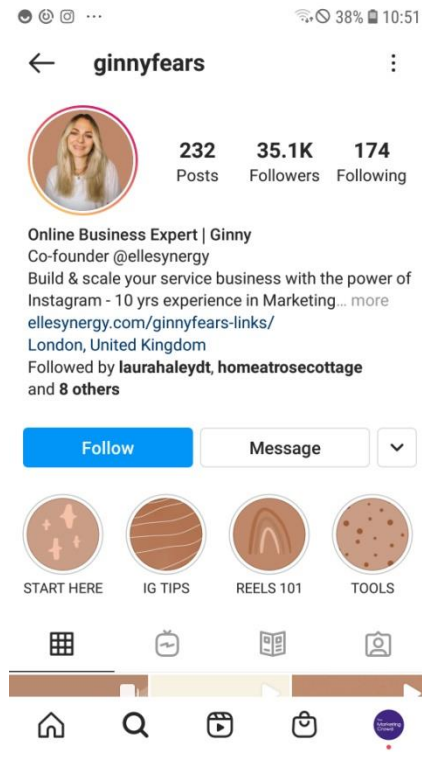 38% 10:51
ginnyfears
232 35.1K 174
Posts Followers Following
Online Business Expert | Ginny
Co-founder @ellesynergy
Build & scale your service business with the power of
Instagram - 10 yrs experience in Marketing... more
ellesynergy.com/ginnyfears-links/
London, United Kingdom
Followed by laurahaleydt, homeatrosecottage
and 8 others
Follow Message
START HERE IG TIPS REELS 101 TOOLS
Marketing
Crowd